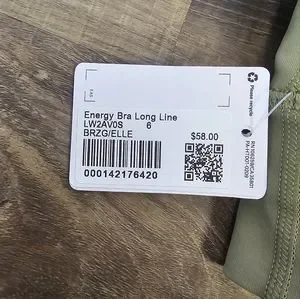 Energy Bra Long Line
LW2AV0S 6
BRZG/ELLE
$58.00
000142176420
Please recycle